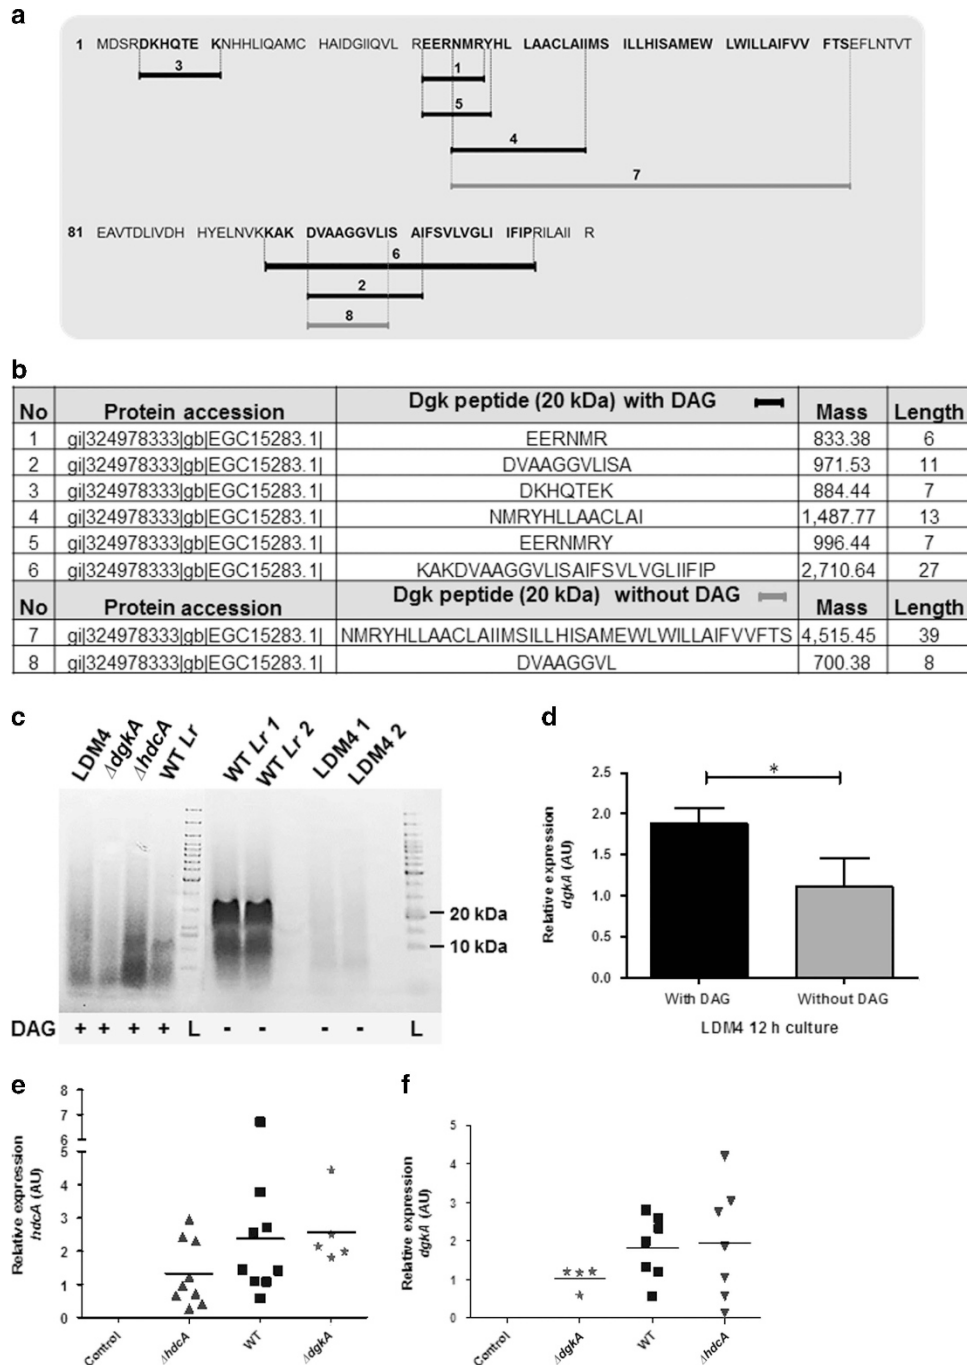 a
1 MDSRDKHQTE KNHHLIQAMC HAIDGIIQVL REERNMRYHL LAACLAIIMS ILLHISAMEW LWILLAIFVV FTSEFLNTVT
3
1
5
4
7
81 EAVTDLIVDH HYELNVKKAK DVAAGGVLIS AIFSVLVGLI IFIPRILAII R
6
2
8
b
No Protein accession Dgk peptide (20 kDa) with DAG Mass Length
1 gi|324978333|gb|EGC15283.1| EERNMR 833.38 6
2 gi|324978333|gb|EGC15283.1| DVAAGGVLISA 971.53 11
3 gi|324978333|gb|EGC15283.1| DKHQTEK 884.44 7
4 gi|324978333|gb|EGC15283.1| NMRYHLLAACLAI 1,487.77 13
5 gi|324978333|gb|EGC15283.1| EERNMRY 996.44 7
6 gi|324978333|gb|EGC15283.1| KAKDVAAGGVLISAIFSVLVGLIIFIP 2,710.64 27
No Protein accession Dgk peptide (20 kDa) without DAG Mass Length
7 gi|324978333|gb|EGC15283.1| NMRYHLLAACLAIIMSILLHISAMEWLWILLAIFVVFTS 4,515.45 39
8 gi|324978333|gb|EGC15283.1| DVAAGGVL 700.38 8
c
LDM4 ΔdgkA ΔhdcA WT Lr WT Lr 1 WT Lr 2 LDM4 1 LDM4 2
20 kDa
10 kDa
DAG + + + + L - - - - L
d
Relative expression
dgkA (AU)
2.5
2.0
1.5
1.0
0.5
0.0
*
With DAG Without DAG
LDM4 12 h culture
e
Relative expression
hdcA (AU)
8
7
6
5
4
3
2
1
0
Control ΔhdcA WT ΔdgkA
f
Relative expression
dgkA (AU)
5
4
3
2
1
0
Control ΔdgkA WT ΔhdcA